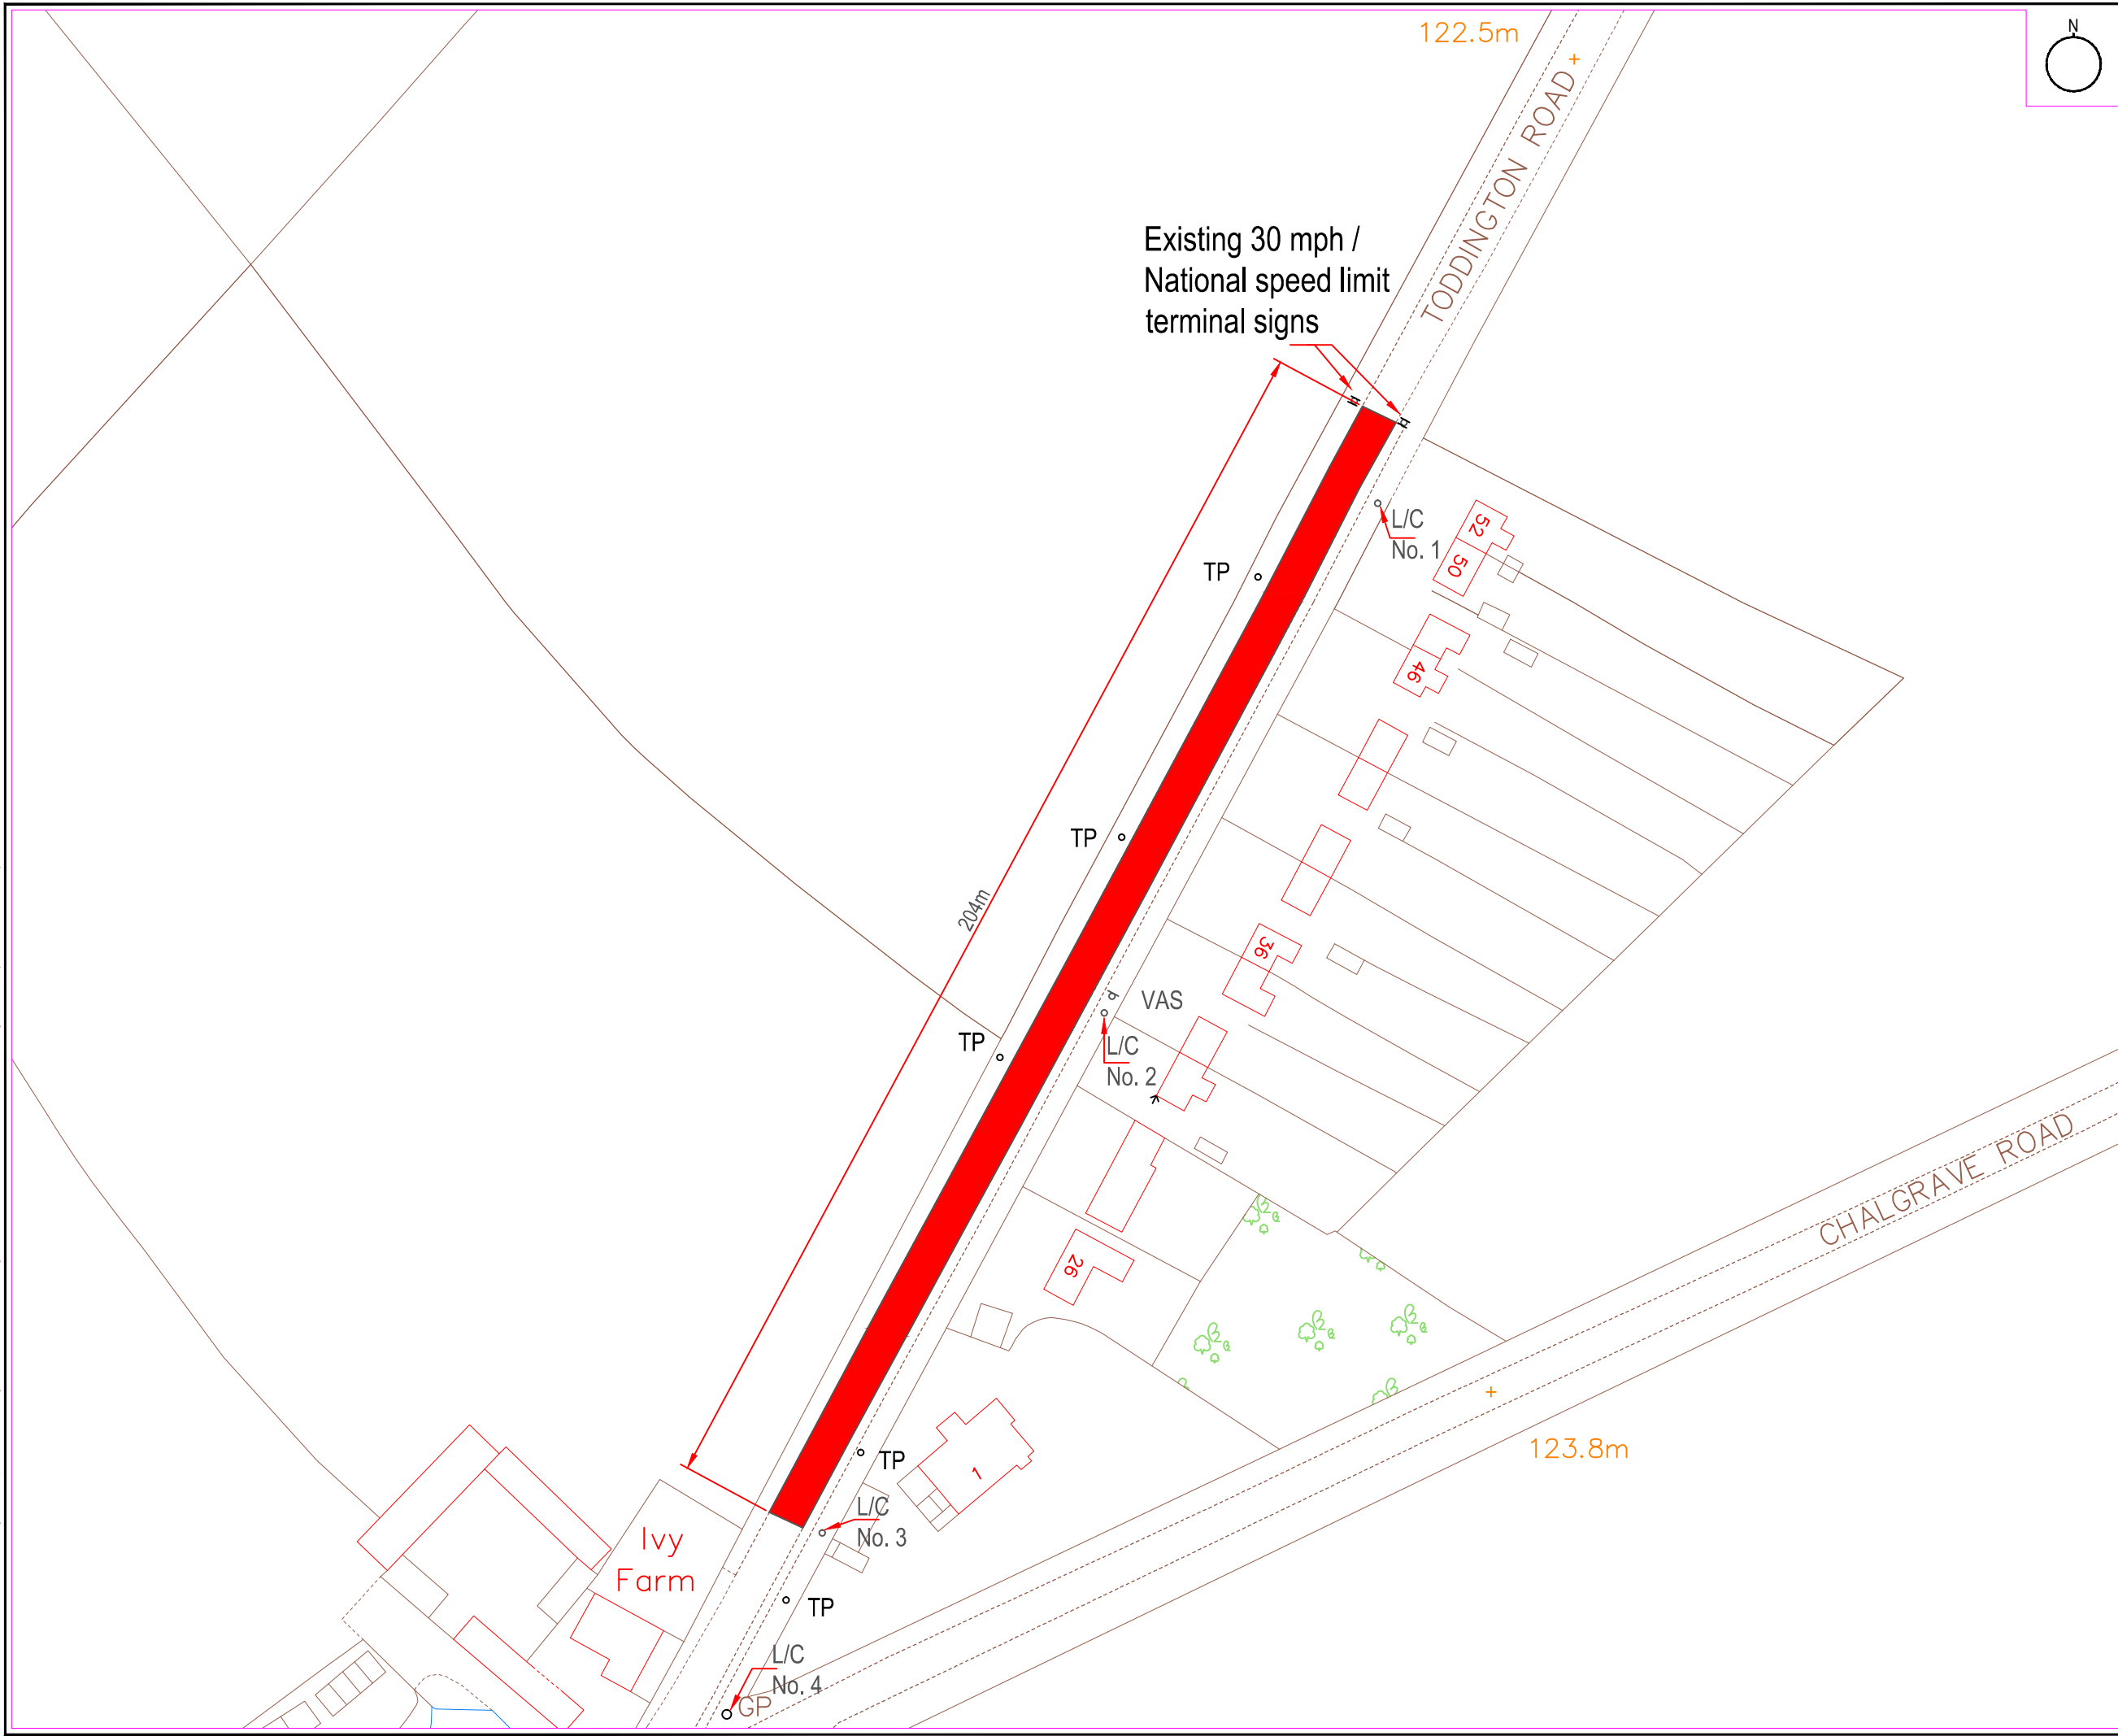 122.5m
N
TODDINGTON ROAD
Existing 30 mph /
National speed limit
terminal signs
L/C
No. 1
52
50
TP
46
TP
204m
36
VAS
TP
L/C
No. 2
CHALGRAVE ROAD
26
123.8m
TP
1
L/C
No. 3
Ivy
Farm
TP
L/C
No. 4
GP